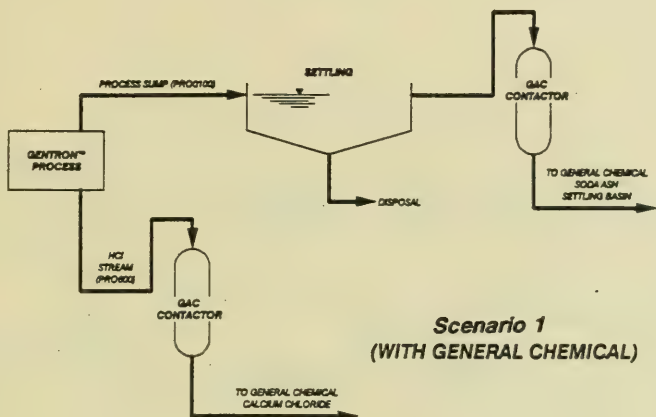 PROCESS SUMP (PRO0100)
SETTLING
GAC
CONTACTOR
GENTRON™
PROCESS
TO GENERAL CHEMICAL
SODA ASH
SETTLING BASIN
DISPOSAL
HCl
STREAM
(PRO600)
GAC
CONTACTOR
Scenario 1
(WITH GENERAL CHEMICAL)
TO GENERAL CHEMICAL
CALCIUM CHLORIDE